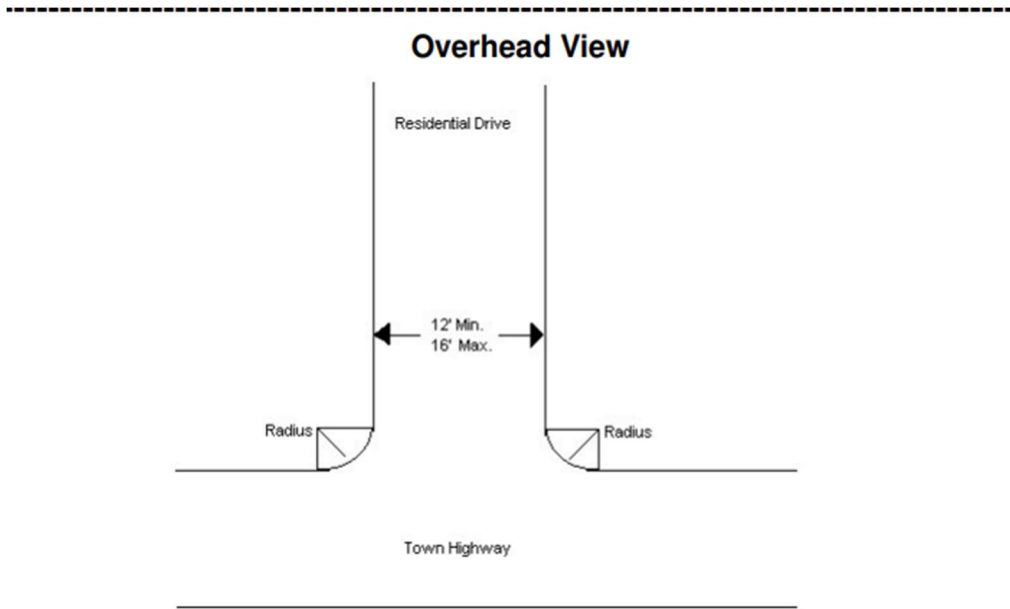 Overhead View
Residential Drive
12' Min.
16' Max.
Radius
Radius
Town Highway